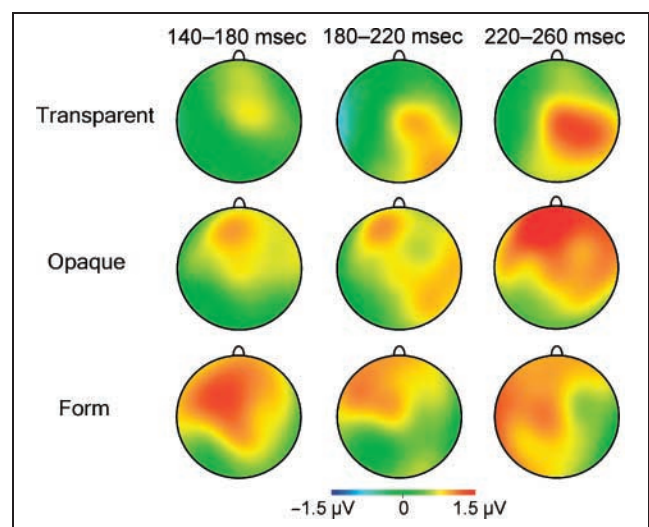 140–180 msec 180–220 msec 220–260 msec
Transparent
Opaque
Form
−1.5 µV 0 1.5 µV